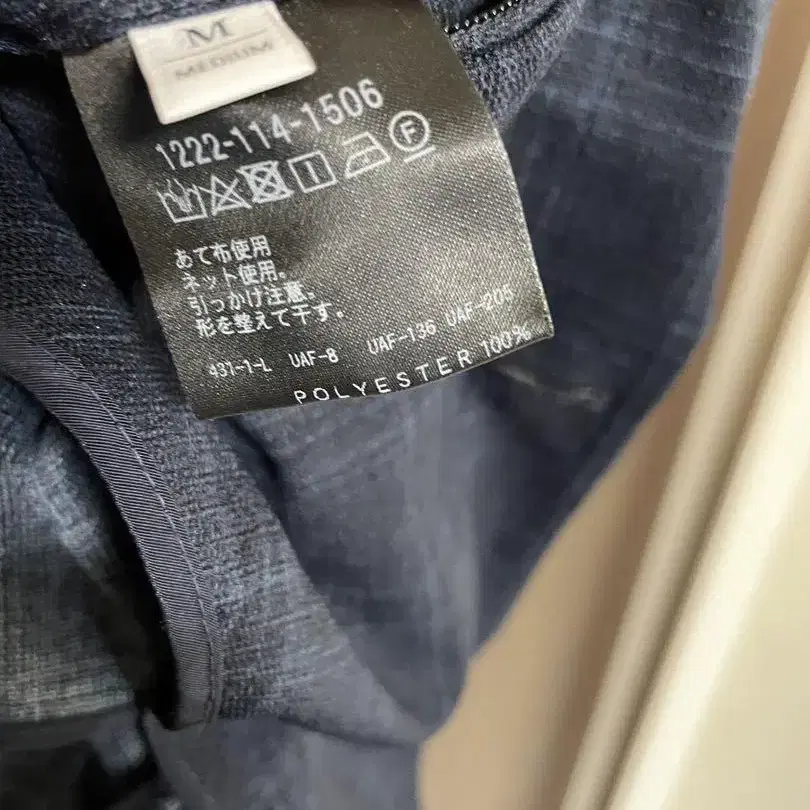 M
MEDIUM
1222-114-1506
F
あて布使用
ネット使用。
引っかけ注意。
形を整えて干す。
431-1-L UAF-8 UAF-136 UAF-205
POLYESTER 100%